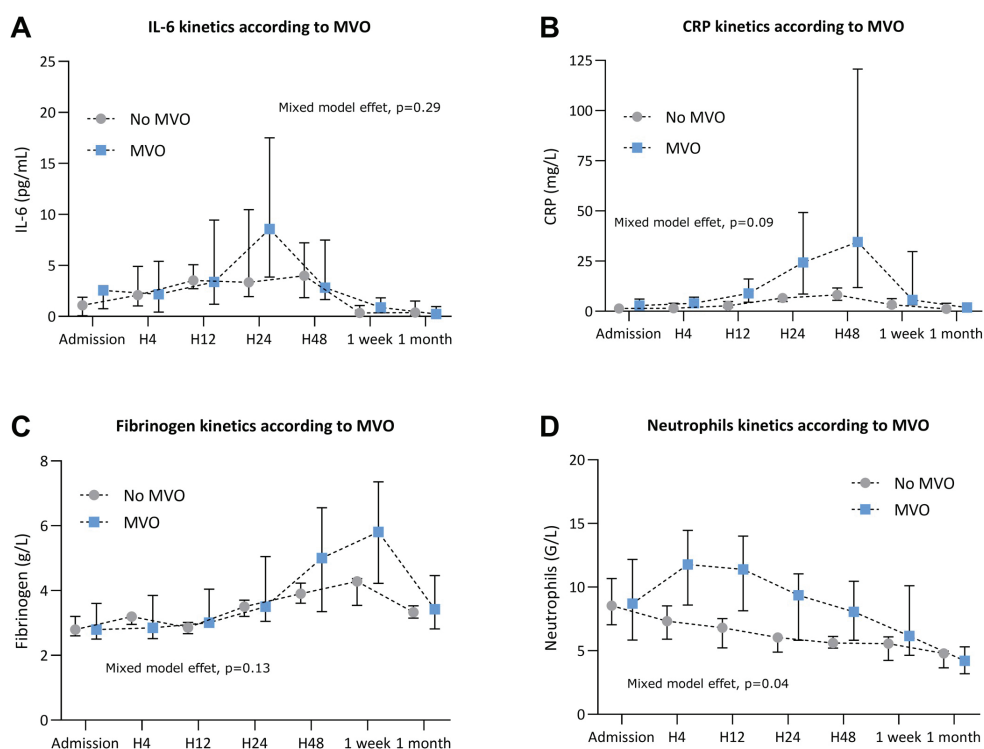 A
IL-6 kinetics according to MVO
IL-6 (pg/mL)
25
20
15
10
5
0
No MVO
MVO
Mixed model effet, p=0.29
Admission H4 H12 H24 H48 1 week 1 month
B
CRP kinetics according to MVO
CRP (mg/L)
125
100
75
50
25
0
No MVO
MVO
Mixed model effet, p=0.09
Admission H4 H12 H24 H48 1 week 1 month
C
Fibrinogen kinetics according to MVO
Fibrinogen (g/L)
8
6
4
2
0
No MVO
MVO
Mixed model effet, p=0.13
Admission H4 H12 H24 H48 1 week 1 month
D
Neutrophils kinetics according to MVO
Neutrophils (G/L)
20
15
10
5
0
No MVO
MVO
Mixed model effet, p=0.04
Admission H4 H12 H24 H48 1 week 1 month